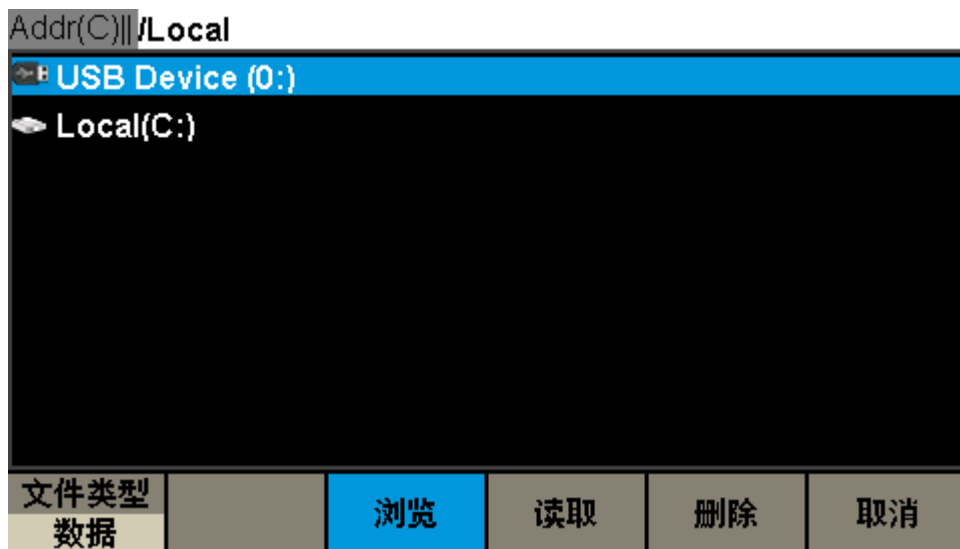 Addr(C)|| /Local
USB Device (0:)
Local(C:)
文件类型 浏览 读取 删除 取消
数据